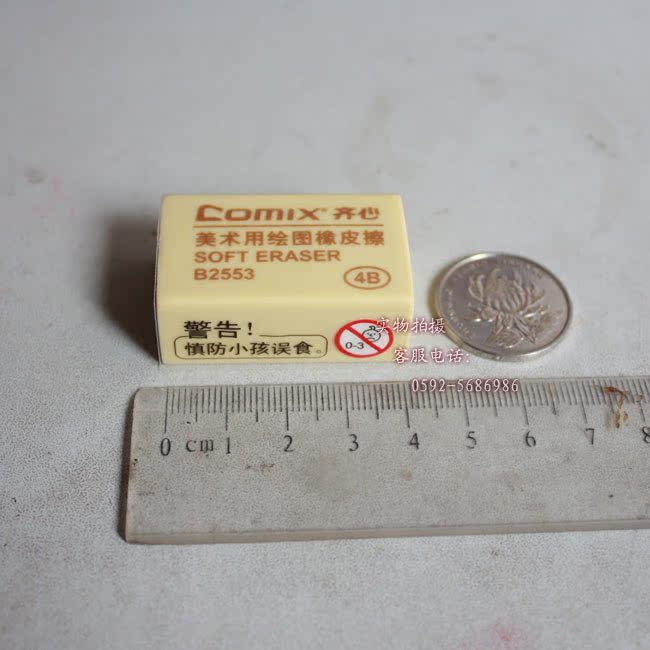 Comix® 齐心
美术用绘图橡皮擦
SOFT ERASER
B2553
4B
警告!
慎防小孩误食。
0-3
实物拍摄
客服电话:
0592-5686986
0 cm 1 2 3 4 5 6 7 8